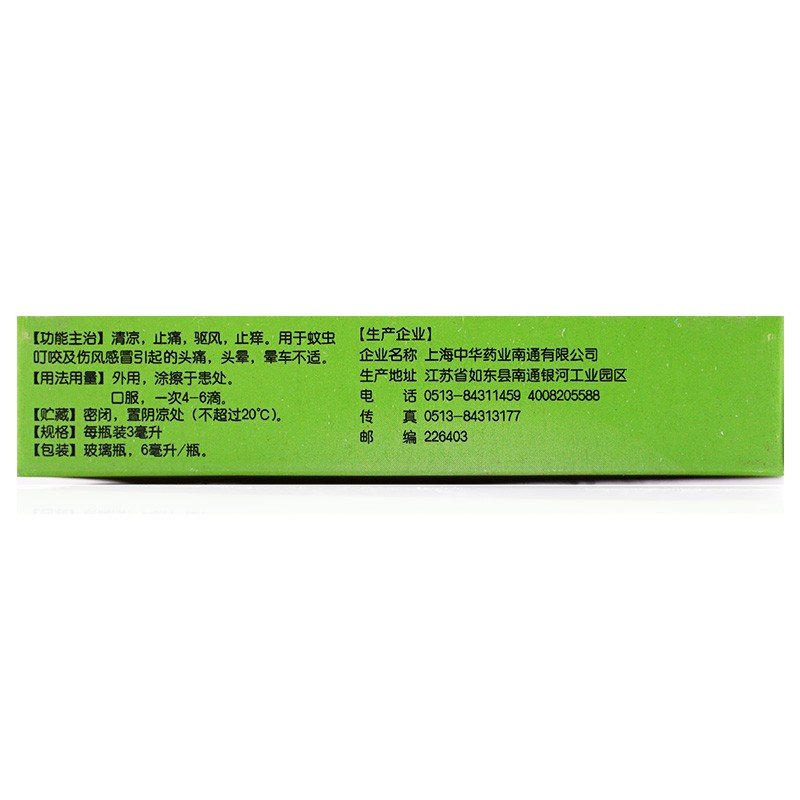 【功能主治】清凉，止痛，驱风，止痒。用于蚊虫
叮咬及伤风感冒引起的头痛，头晕，晕车不适。
【用法用量】外用，涂擦于患处。
口服，一次4-6滴。
【贮藏】密闭，置阴凉处（不超过20℃）。
【规格】每瓶装3毫升
【包装】玻璃瓶，6毫升/瓶。
【生产企业】
企业名称 上海中华药业南通有限公司
生产地址 江苏省如东县南通银河工业园区
电 话 0513-84311459 4008205588
传 真 0513-84313177
邮 编 226403